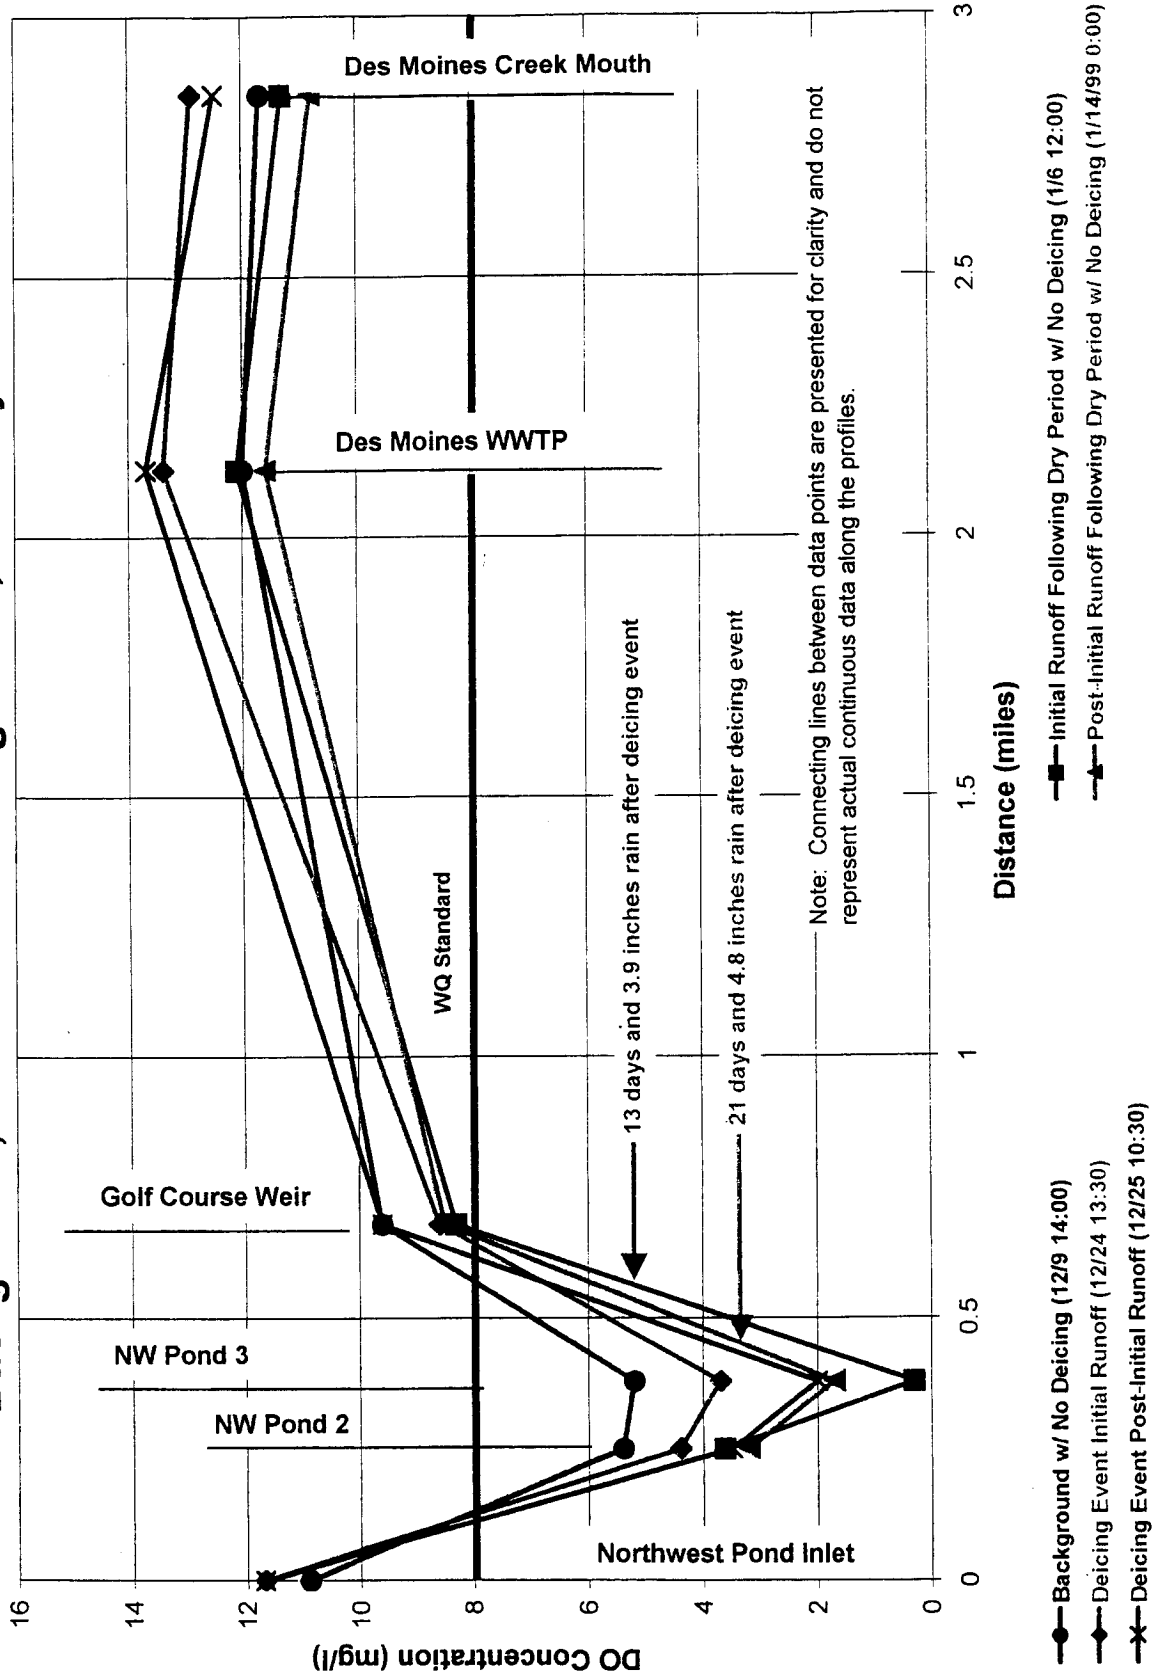 16
14
12
10
8
6
4
2
0
DO Concentration (mg/l)
0
0.5
1
1.5
2
2.5
3
Distance (miles)
Northwest Pond Inlet
NW Pond 2
NW Pond 3
Golf Course Weir
WQ Standard
Des Moines WWTP
Des Moines Creek Mouth
13 days and 3.9 inches rain after deicing event
21 days and 4.8 inches rain after deicing event
Note: Connecting lines between data points are presented for clarity and do not
represent actual continuous data along the profiles.
Background w/ No Deicing (12/9 14:00)
Deicing Event Initial Runoff (12/24 13:30)
Deicing Event Post-Initial Runoff (12/25 10:30)
Initial Runoff Following Dry Period w/ No Deicing (1/6 12:00)
Post-Initial Runoff Following Dry Period w/ No Deicing (1/14/99 0:00)